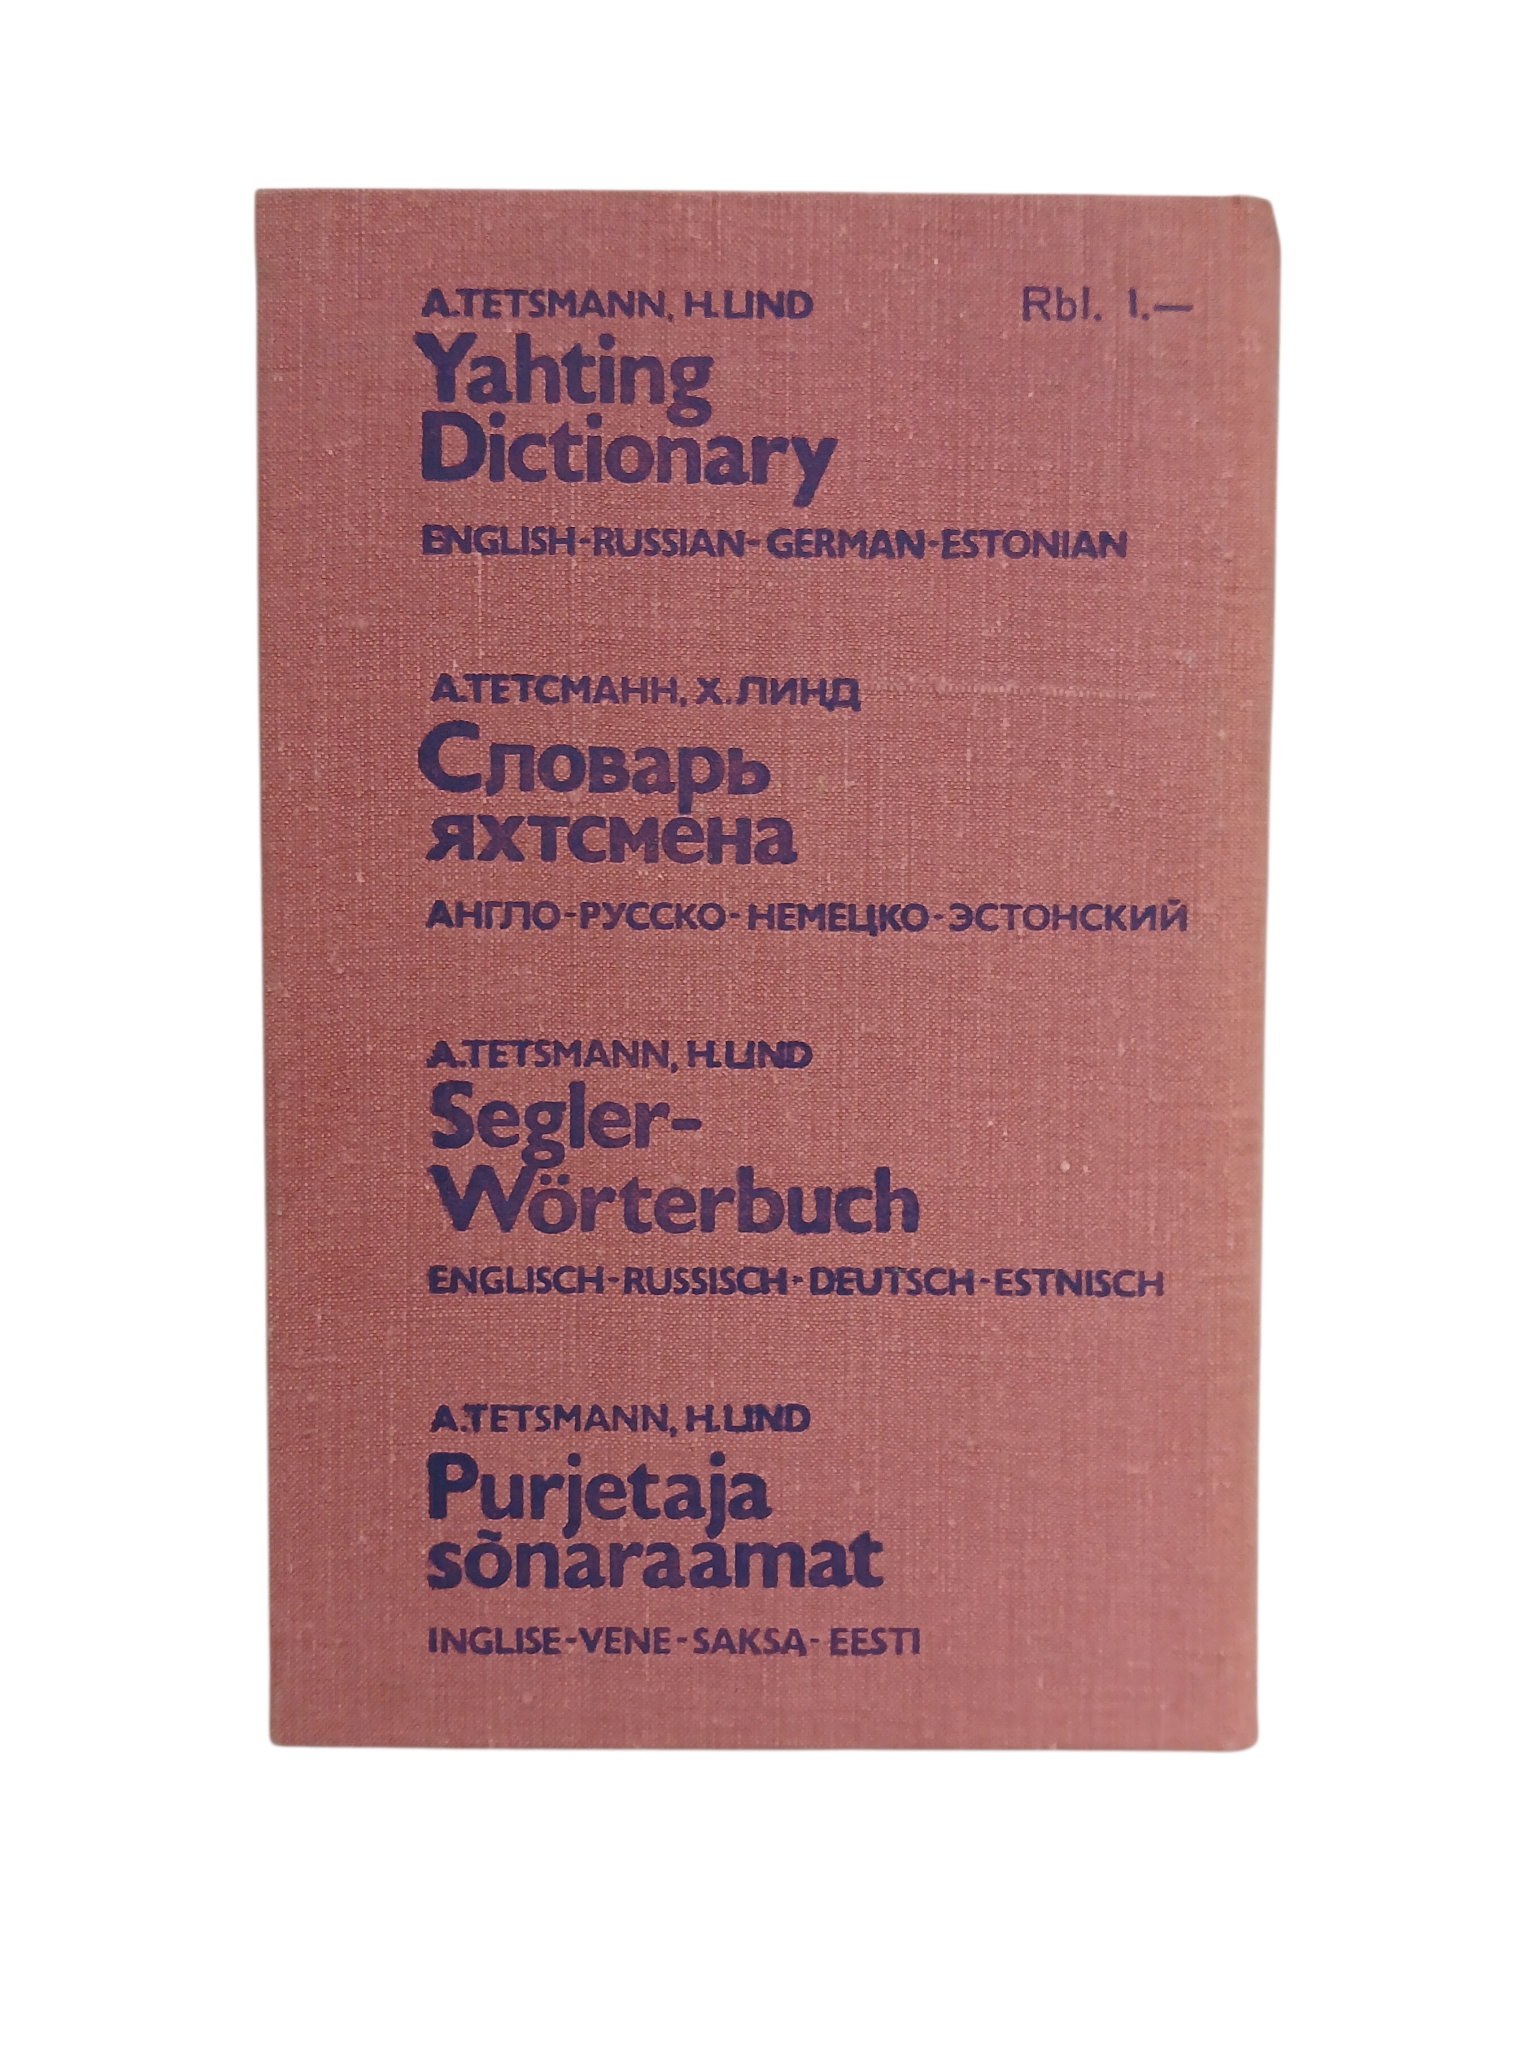 A.TETSMANN, H.LIND
Rbl. 1.—
Yahting
Dictionary
ENGLISH-RUSSIAN-GERMAN-ESTONIAN
А.ТЕТСМАНН, Х.ЛИНД
Словарь
яхтсмена
АНГЛО-РУССКО-НЕМЕЦКО-ЭСТОНСКИЙ
A.TETSMANN, H.LIND
Segler-
Wörterbuch
ENGLISCH-RUSSISCH-DEUTSCH-ESTNISCH
A.TETSMANN, H.LIND
Purjetaja
sõnaraamat
INGLISE-VENE-SAKSA-EESTI